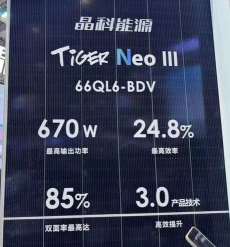 晶科能源
TIGER Neo III
66QL6-BDV
670 W
最高输出功率
24.8%
最高效率
85%
双面率最高达
3.0 产品技术
高效提升